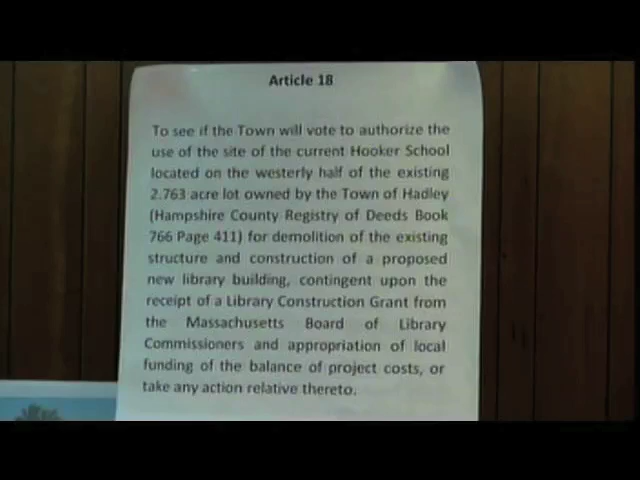 Article 18
To see if the Town will vote to authorize the
use of the site of the current Hooker School
located on the westerly half of the existing
2.763 acre lot owned by the Town of Hadley
(Hampshire County Registry of Deeds Book
766 Page 411) for demolition of the existing
structure and construction of a proposed
new library building, contingent upon the
receipt of a Library Construction Grant from
the Massachusetts Board of Library
Commissioners and appropriation of local
funding of the balance of project costs, or
take any action relative thereto.